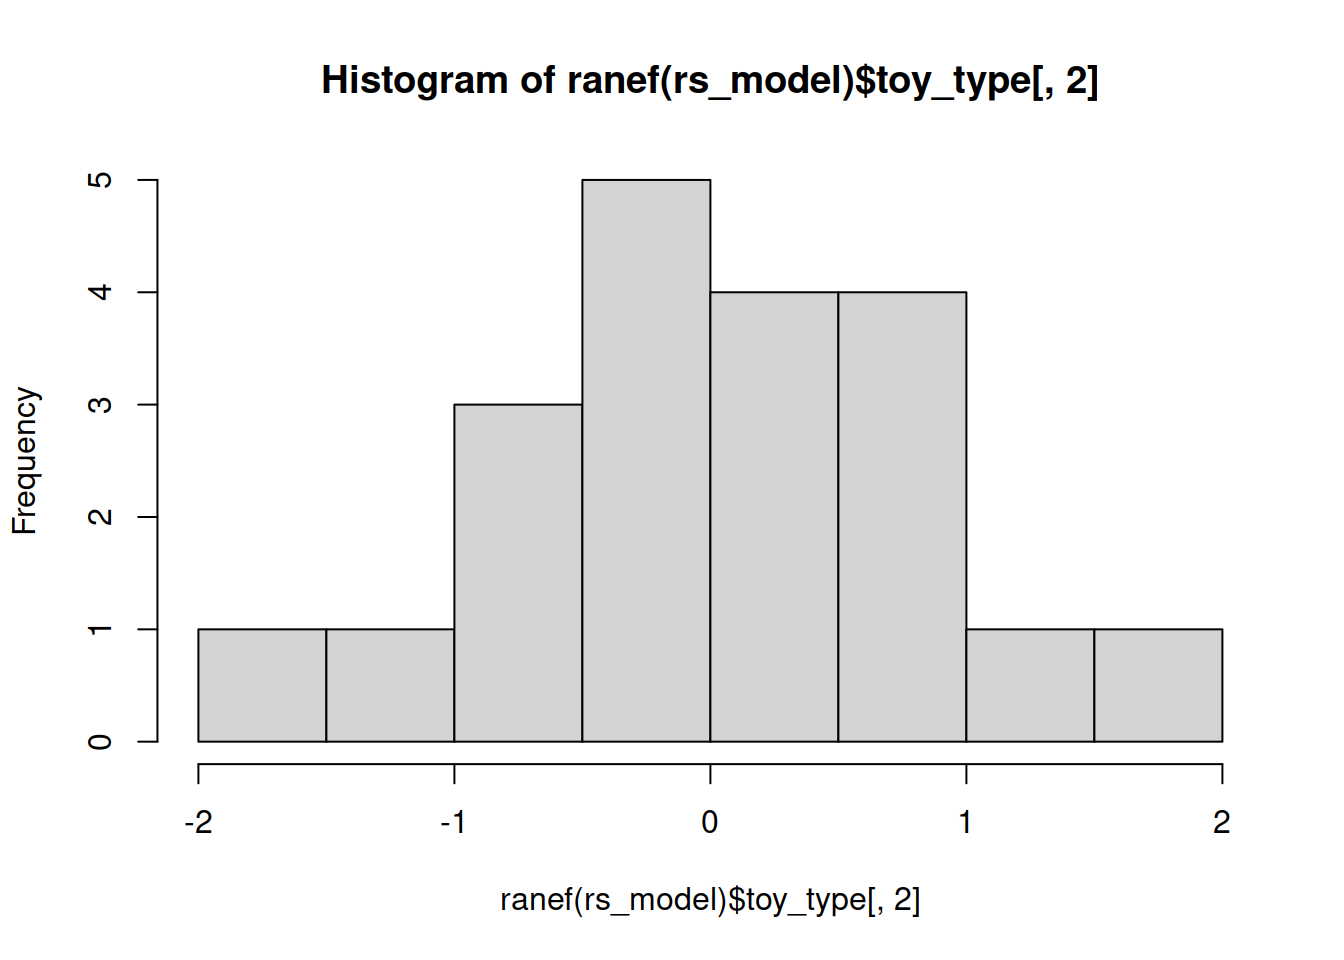 Histogram of ranef(rs_model)$toy_type[, 2]
Frequency
5
4
3
2
1
0
-2 -1 0 1 2
ranef(rs_model)$toy_type[, 2]